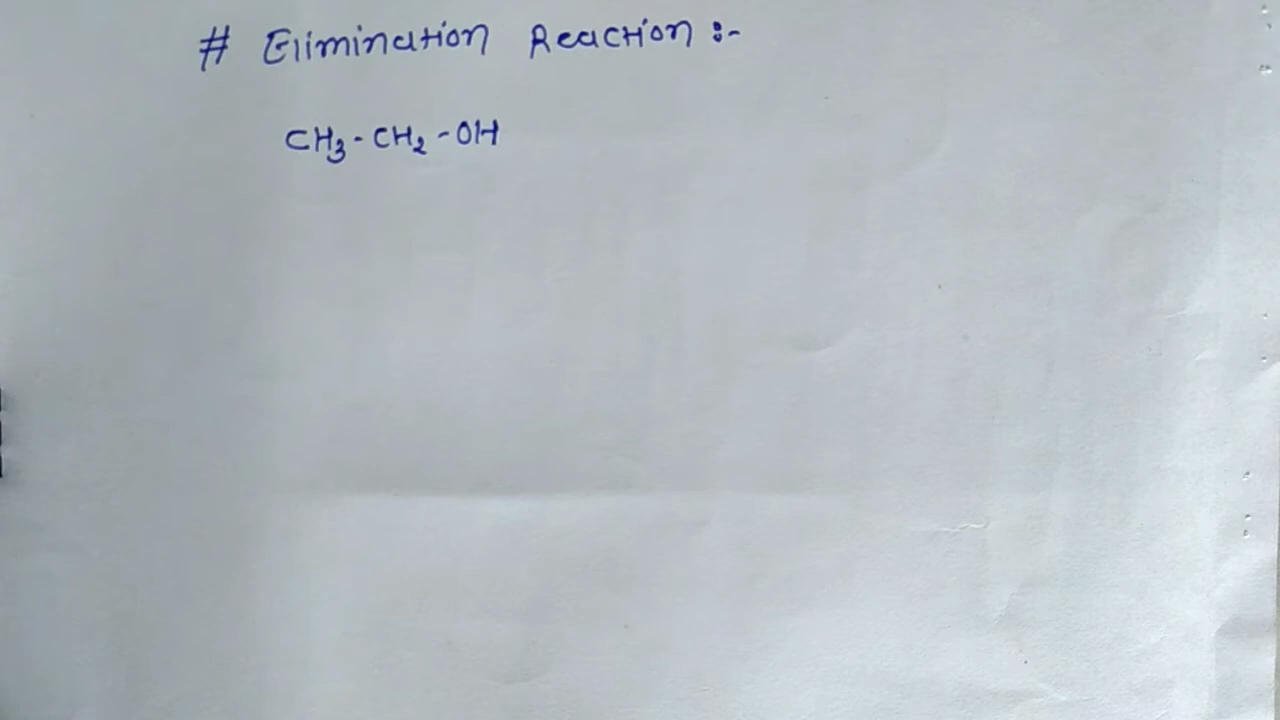 # Elimination Reaction :-
CH₃-CH₂-OH